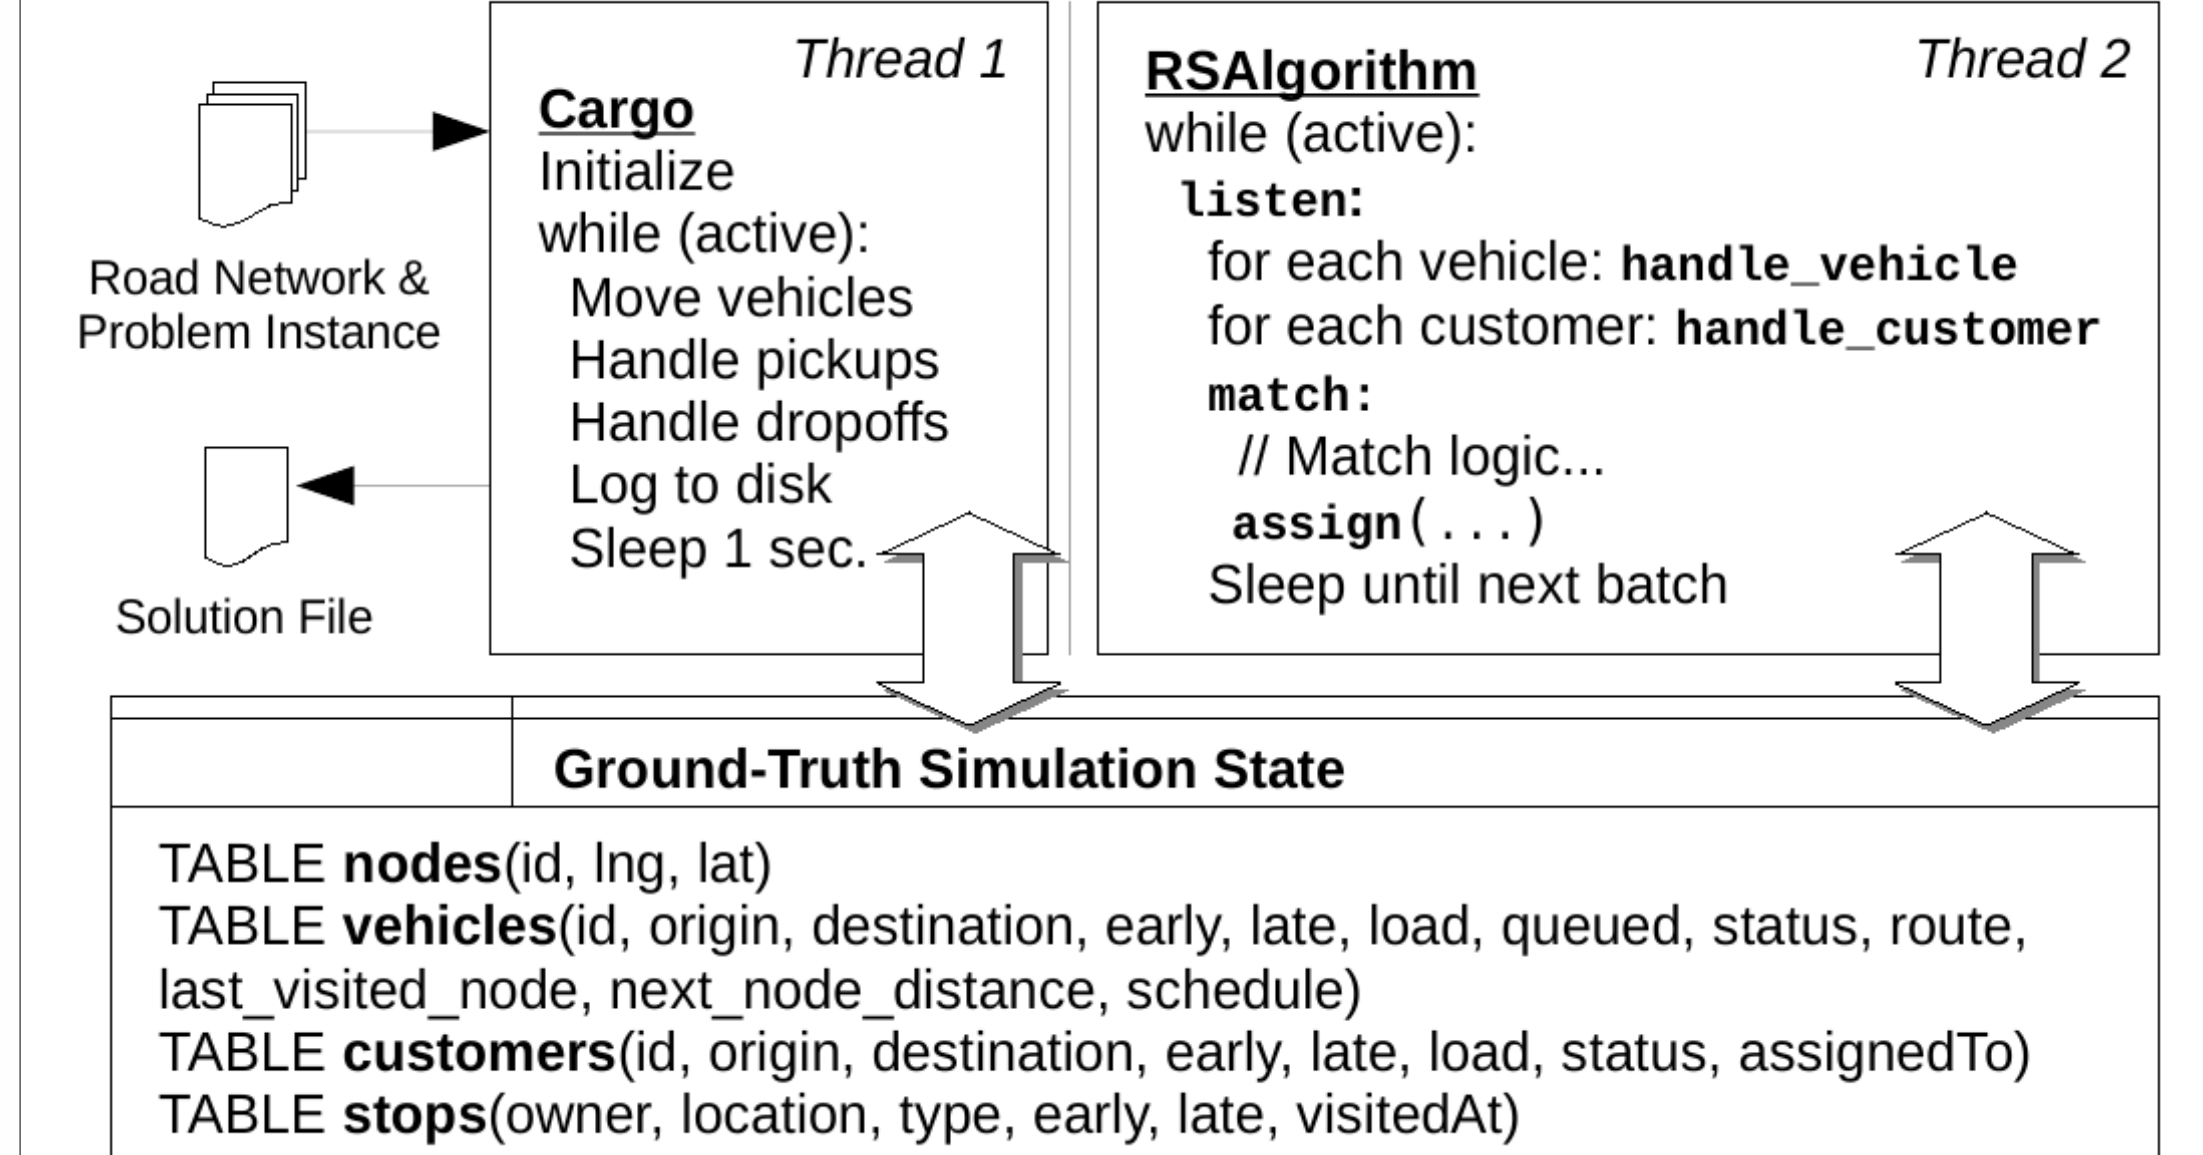 Road Network &
Problem Instance
Solution File
Thread 1
Cargo
Initialize
while (active):
Move vehicles
Handle pickups
Handle dropoffs
Log to disk
Sleep 1 sec.
Thread 2
RSAlgorithm
while (active):
listen:
for each vehicle: handle_vehicle
for each customer: handle_customer
match:
// Match logic...
assign(...)
Sleep until next batch
Ground-Truth Simulation State
TABLE nodes(id, lng, lat)
TABLE vehicles(id, origin, destination, early, late, load, queued, status, route,
last_visited_node, next_node_distance, schedule)
TABLE customers(id, origin, destination, early, late, load, status, assignedTo)
TABLE stops(owner, location, type, early, late, visitedAt)